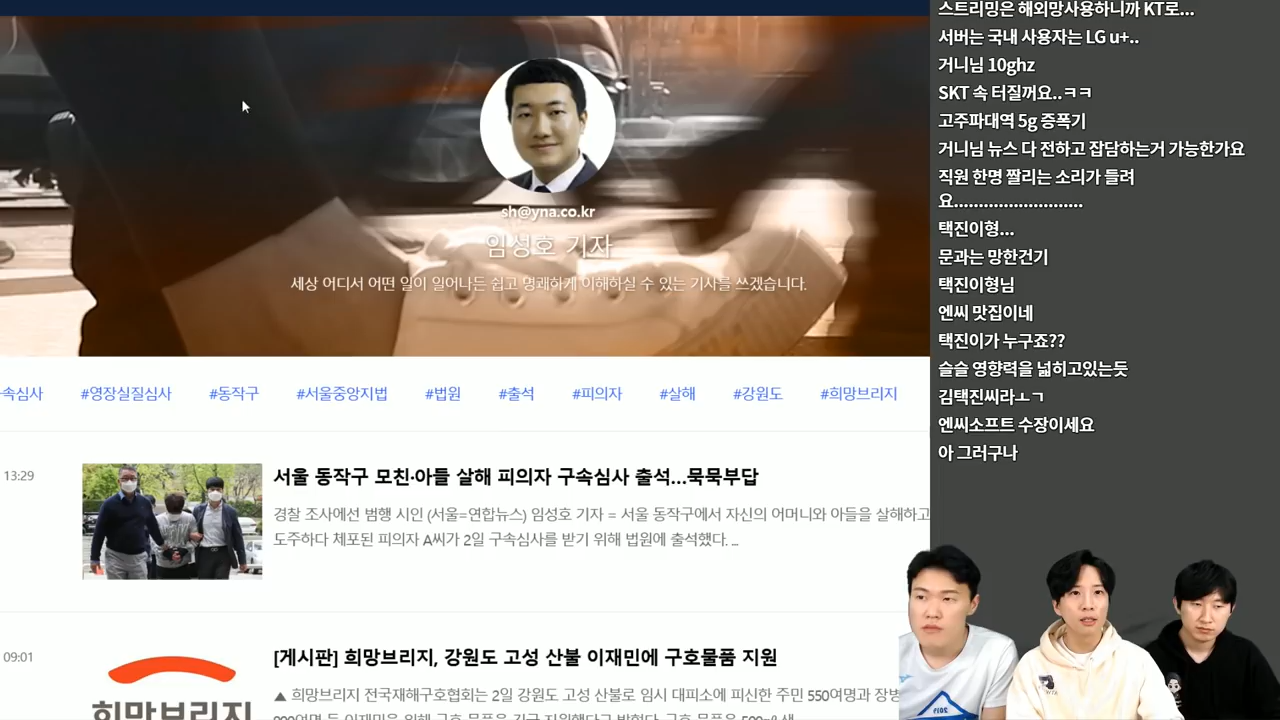 sh@yna.co.kr
임성호 기자
세상 어디서 어떤 일이 일어나든 쉽고 명쾌하게 이해하실 수 있는 기사를 쓰겠습니다.
속심사 #영장실질심사 #동작구 #서울중앙지법 #법원 #출석 #피의자 #살해 #강원도 #희망브리지
13:29
서울 동작구 모친·아들 살해 피의자 구속심사 출석...묵묵부답
경찰 조사에선 범행 시인 (서울=연합뉴스) 임성호 기자 = 서울 동작구에서 자신의 어머니와 아들을 살해하고
도주하다 체포된 피의자 A씨가 2일 구속심사를 받기 위해 법원에 출석했다. ...
09:01
희망브리지
[게시판] 희망브리지, 강원도 고성 산불 이재민에 구호물품 지원
▲ 희망브리지 전국재해구호협회는 2일 강원도 고성 산불로 임시 대피소에 피신한 주민 550여명과 장병
스트리밍은 해외망사용하니까 KT로...
서버는 국내 사용자는 LG u+..
거니님 10ghz
SKT 속 터질꺼요..ㅋㅋ
고주파대역 5g 증폭기
거니님 뉴스 다 전하고 잡담하는거 가능한가요
직원 한명 짤리는 소리가 들려
요..........................
택진이형...
문과는 망한건기
택진이형님
엔씨 맛집이네
택진이가 누구죠??
슬슬 영향력을 넓히고있는듯
김택진씨라ㅗㄱ
엔씨소프트 수장이세요
아 그러구나